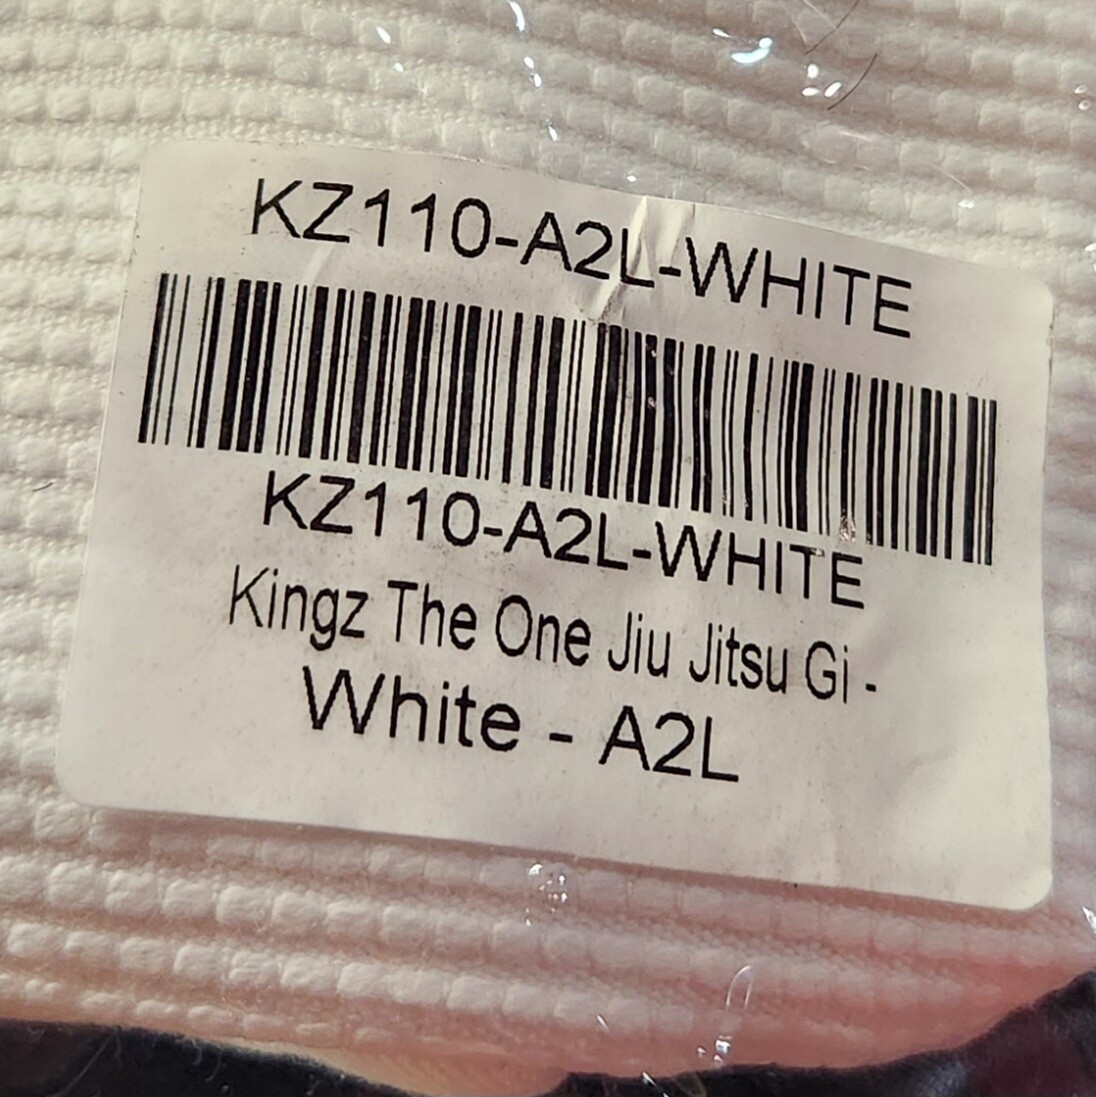 KZ110-A2L-WHITE
KZ110-A2L-WHITE
Kingz The One Jiu Jitsu Gi -
White - A2L